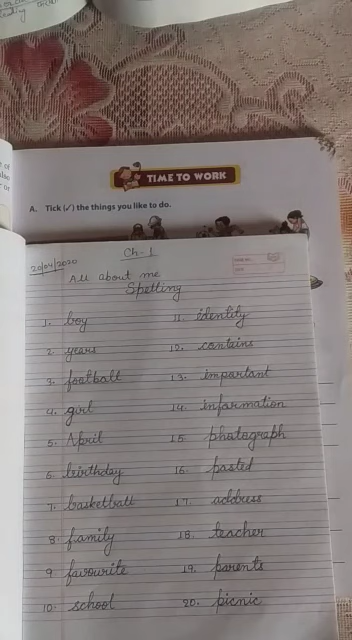 TIME TO WORK
A. Tick (✓) the things you like to do.
Ch-1
20/04/2020
All about me
Spelling
1. boy 11. identity
2. years 12. contains
3. football 13. important
4. girl 14. information
5. April 15 photograph
6. birthday 16. pasted
7. basketball 17. address
8. family 18. teacher
9 favourite 19. parents
10. school 20. picnic